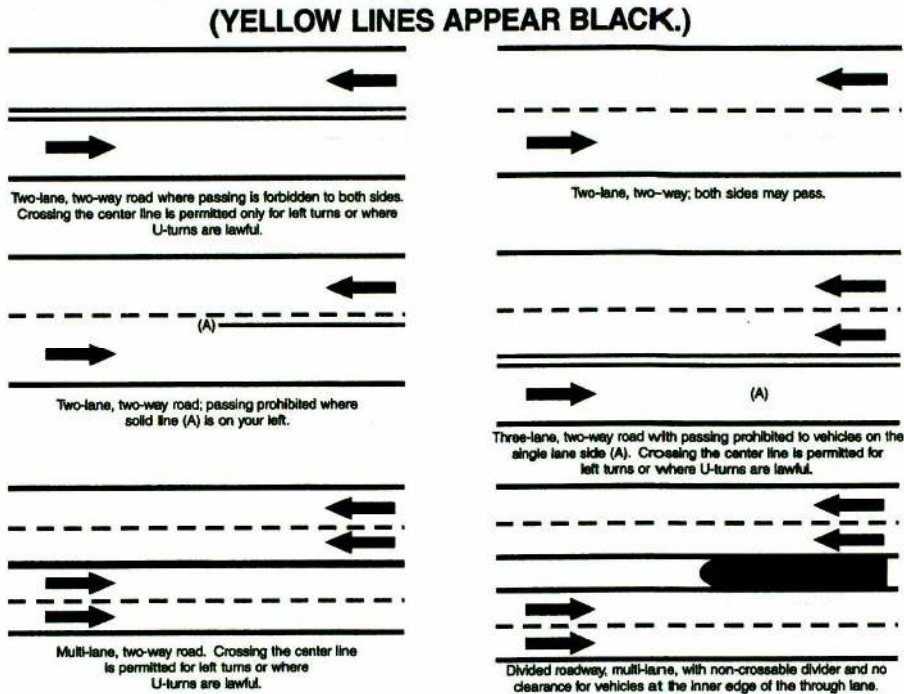 (YELLOW LINES APPEAR BLACK.)
Two-lane, two-way road where passing is forbidden to both sides.
Crossing the center line is permitted only for left turns or where
U-turns are lawful.
Two-lane, two-way; both sides may pass.
(A)
Two-lane, two-way road; passing prohibited where
solid line (A) is on your left.
(A)
Three-lane, two-way road with passing prohibited to vehicles on the
single lane side (A). Crossing the center line is permitted for
left turns or where U-turns are lawful.
Multi-lane, two-way road. Crossing the center line
is permitted for left turns or where
U-turns are lawful.
Divided roadway, multi-lane, with non-crossable divider and no
clearance for vehicles at the inner edge of the through lane.